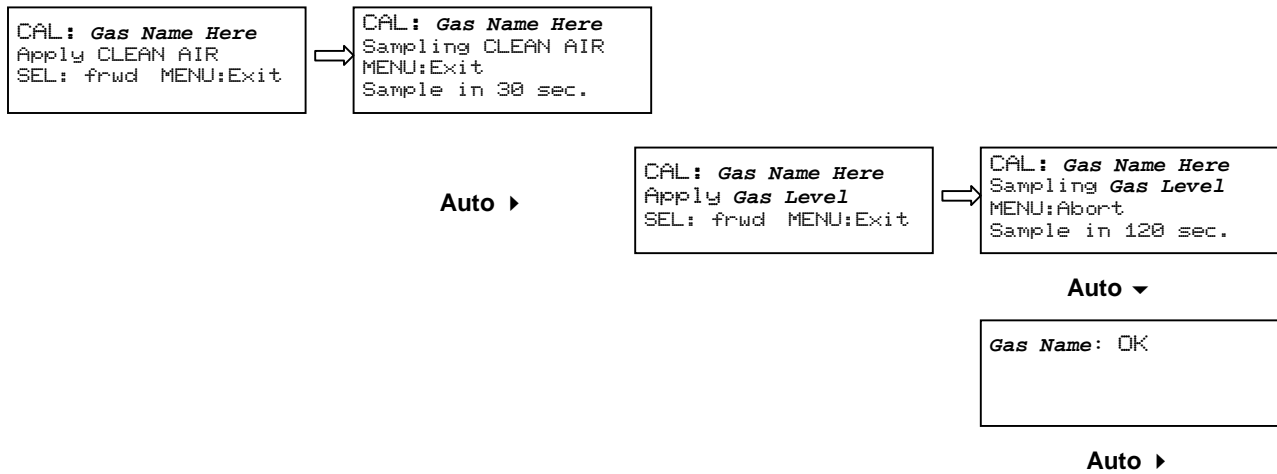 CAL: Gas Name Here
Apply CLEAN AIR
SEL: frwd MENU:Exit
CAL: Gas Name Here
Sampling CLEAN AIR
MENU:Exit
Sample in 30 sec.
Auto
CAL: Gas Name Here
Apply Gas Level
SEL: frwd MENU:Exit
CAL: Gas Name Here
Sampling Gas Level
MENU:Abort
Sample in 120 sec.
Auto
Gas Name: OK
Auto